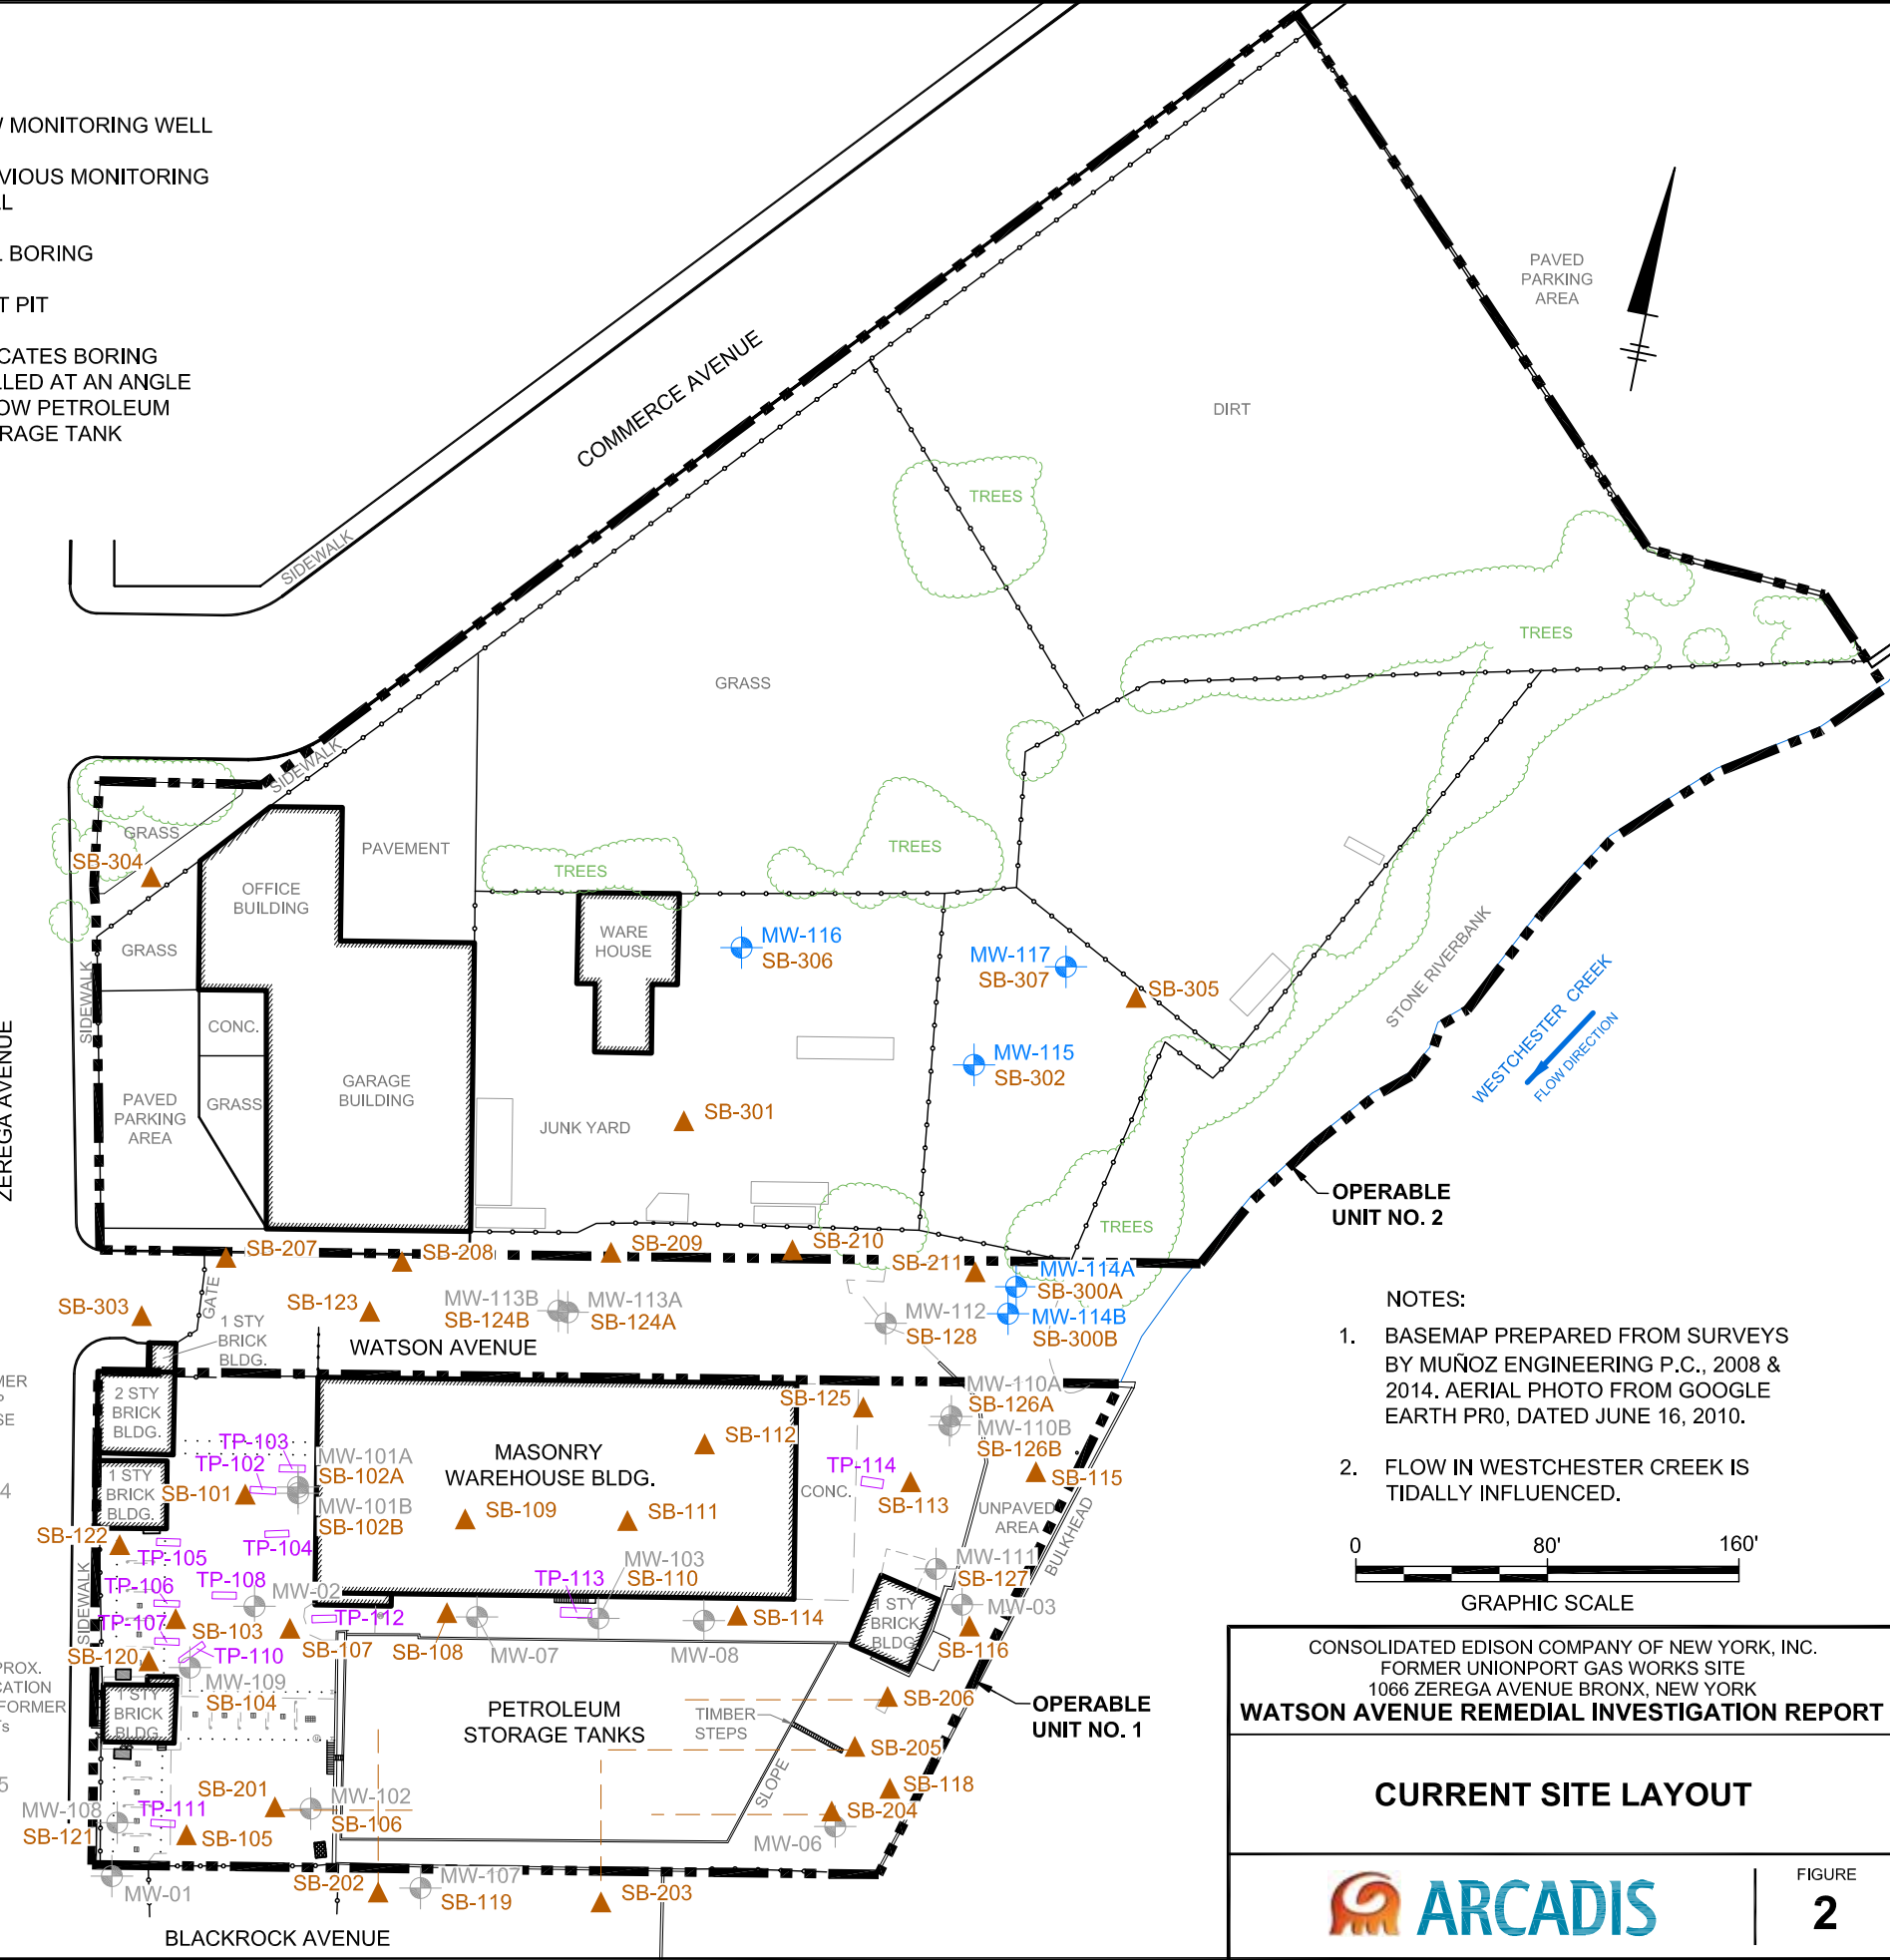 MONITORING WELL
MONITORING
BORING
PIT
BORING
AT AN ANGLE
PETROLEUM
TANK
COMMERCE AVENUE
SIDEWALK
PAVED
PARKING
AREA
DIRT
TREES
TREES
GRASS
SIDEWALK
GRASS
SB-304
PAVEMENT
OFFICE
BUILDING
TREES
TREES
GRASS
SIDEWALK
WARE
HOUSE
MW-116
SB-306
MW-117
SB-307
SB-305
STONE RIVERBANK
WESTCHESTER CREEK
FLOW DIRECTION
CONC.
ZEREGA AVENUE
PAVED
PARKING
AREA
GRASS
GARAGE
BUILDING
MW-115
SB-302
JUNK YARD
SB-301
TREES
OPERABLE
UNIT NO. 2
SB-207
SB-208
SB-209
SB-210
SB-211
MW-114A
SB-300A
MW-114B
SB-300B
GATE
SB-303
SB-123
MW-113B
SB-124B
MW-113A
SB-124A
MW-112
SB-128
1 STY
BRICK
BLDG.
WATSON AVENUE
NOTES:
1. BASEMAP PREPARED FROM SURVEYS
BY MUÑOZ ENGINEERING P.C., 2008 &
2014. AERIAL PHOTO FROM GOOGLE
EARTH PR0, DATED JUNE 16, 2010.
2. FLOW IN WESTCHESTER CREEK IS
TIDALLY INFLUENCED.
2 STY
BRICK
BLDG.
MW-110A
SB-126A
MW-110B
SB-126B
SB-125
TP-103
TP-102
MW-101A
SB-102A
MASONRY
WAREHOUSE BLDG.
SB-112
TP-114
CONC.
SB-113
SB-115
1 STY
BRICK
BLDG.
SB-101
MW-101B
SB-102B
SB-109
SB-111
UNPAVED
AREA
BULKHEAD
SB-122
TP-105
TP-104
MW-103
SB-110
MW-111
SB-127
0 80' 160'
GRAPHIC SCALE
SIDEWALK
TP-106
TP-108
MW-02
TP-113
MW-03
TP-107
SB-103
TP-112
SB-114
1 STY
BRICK
BLDG.
SB-116
SB-120
TP-110
SB-107
SB-108
MW-07
MW-08
MW-109
SB-104
1 STY
BRICK
BLDG.
PETROLEUM
STORAGE TANKS
TIMBER
STEPS
SB-206
OPERABLE
UNIT NO. 1
SB-205
SLOPE
SB-118
SB-201
MW-102
SB-106
SB-204
MW-108
SB-121
TP-111
SB-105
MW-06
MW-01
SB-202
MW-107
SB-119
SB-203
BLACKROCK AVENUE
CONSOLIDATED EDISON COMPANY OF NEW YORK, INC.
FORMER UNIONPORT GAS WORKS SITE
1066 ZEREGA AVENUE BRONX, NEW YORK
WATSON AVENUE REMEDIAL INVESTIGATION REPORT
CURRENT SITE LAYOUT
ARCADIS
FIGURE
2